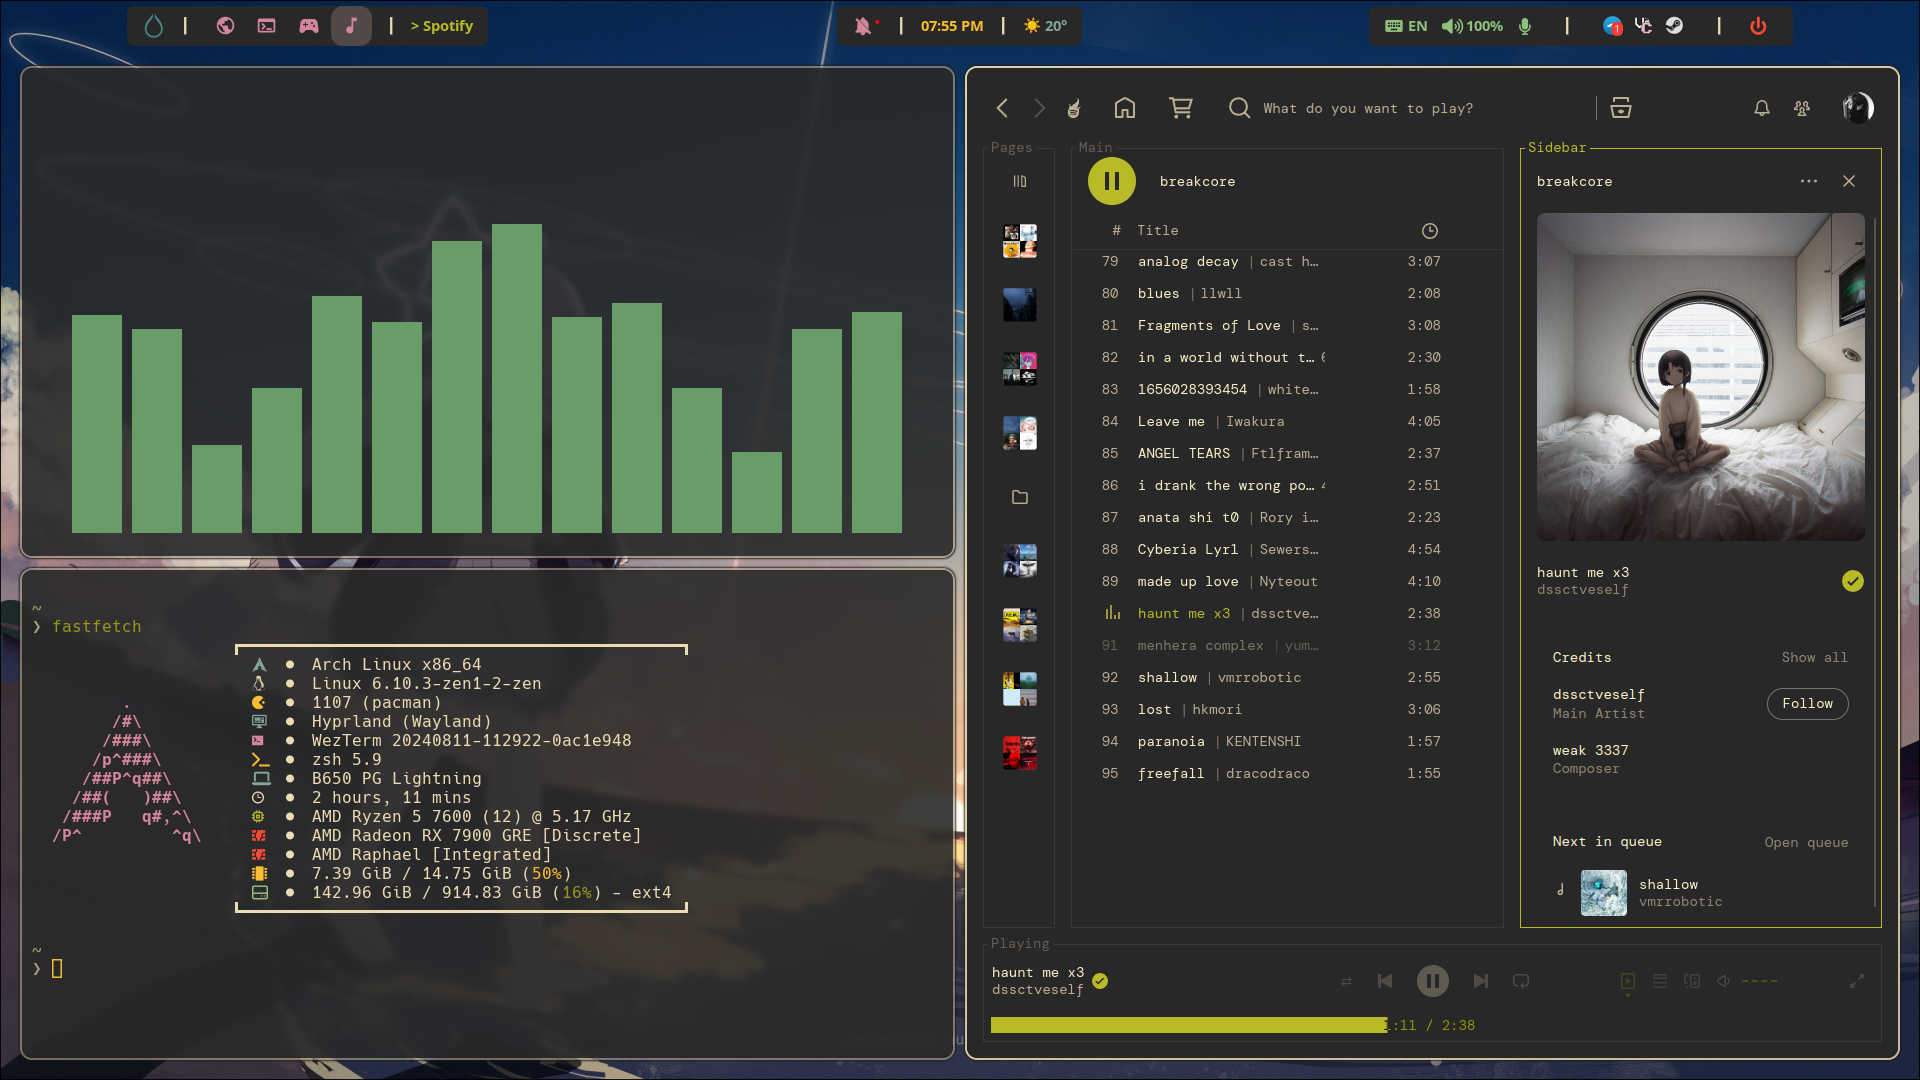 > Spotify
07:55 PM
20°
EN
100%
1
~
❯ fastfetch
.
/#\
/###\
/p^###\
/##P^q##\
/##(    )##\
/###P   q#,^\
/P^         ^q\
● Arch Linux x86_64
● Linux 6.10.3-zen1-2-zen
● 1107 (pacman)
● Hyprland (Wayland)
● WezTerm 20240811-112922-0ac1e948
● zsh 5.9
● B650 PG Lightning
● 2 hours, 11 mins
● AMD Ryzen 5 7600 (12) @ 5.17 GHz
● AMD Radeon RX 7900 GRE [Discrete]
● AMD Raphael [Integrated]
● 7.39 GiB / 14.75 GiB (50%)
● 142.96 GiB / 914.83 GiB (16%) - ext4
~
❯
What do you want to play?
Pages
Main
breakcore
# Title
79 analog decay | cast h… 3:07
80 blues | llwll 2:08
81 Fragments of Love | s… 3:08
82 in a world without t… 2:30
83 1656028393454 | white… 1:58
84 Leave me | Iwakura 4:05
85 ANGEL TEARS | Ftlfram… 2:37
86 i drank the wrong po… 2:51
87 anata shi t0 | Rory i… 2:23
88 Cyberia Lyr1 | Sewers… 4:54
89 made up love | Nyteout 4:10
haunt me x3 | dssctve… 2:38
91 menhera complex | yum… 3:12
92 shallow | vmrrobotic 2:55
93 lost | hkmori 3:06
94 paranoia | KENTENSHI 1:57
95 freefall | dracodraco 1:55
Sidebar
breakcore
haunt me x3
dssctveself
Credits Show all
dssctveself
Main Artist
Follow
weak 3337
Composer
Next in queue Open queue
shallow
vmrrobotic
Playing
haunt me x3
dssctveself
1:11 / 2:38